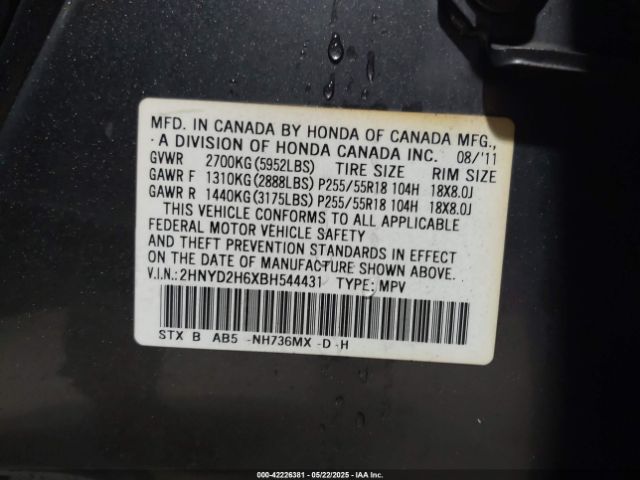 MFD. IN CANADA BY HONDA OF CANADA MFG.,
A DIVISION OF HONDA CANADA INC. 08/'11
GVWR 2700KG(5952LBS) TIRE SIZE RIM SIZE
GAWR F 1310KG(2888LBS) P255/55R18 104H 18X8.0J
GAWR R 1440KG(3175LBS) P255/55R18 104H 18X8.0J
THIS VEHICLE CONFORMS TO ALL APPLICABLE
FEDERAL MOTOR VEHICLE SAFETY
AND THEFT PREVENTION STANDARDS IN EFFECT
ON THE DATE OF MANUFACTURE SHOWN ABOVE.
V.I.N.:2HNYD2H6XBH544431 TYPE: MPV
STX B AB5 -NH736MX -D -H
000-42226381 - 05/22/2025 - IAA Inc.